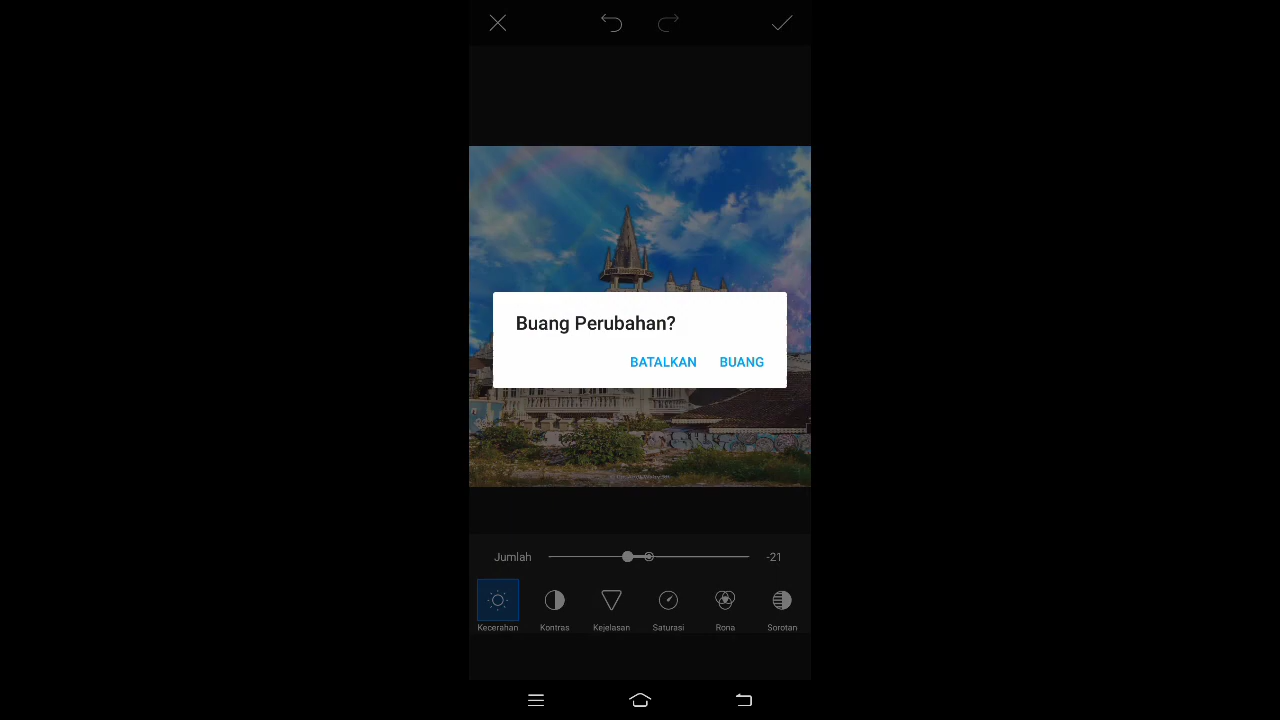 Buang Perubahan?
BATALKAN BUANG
Jumlah -21
Kecerahan Kontras Kejelasan Saturasi Rona Sorotan